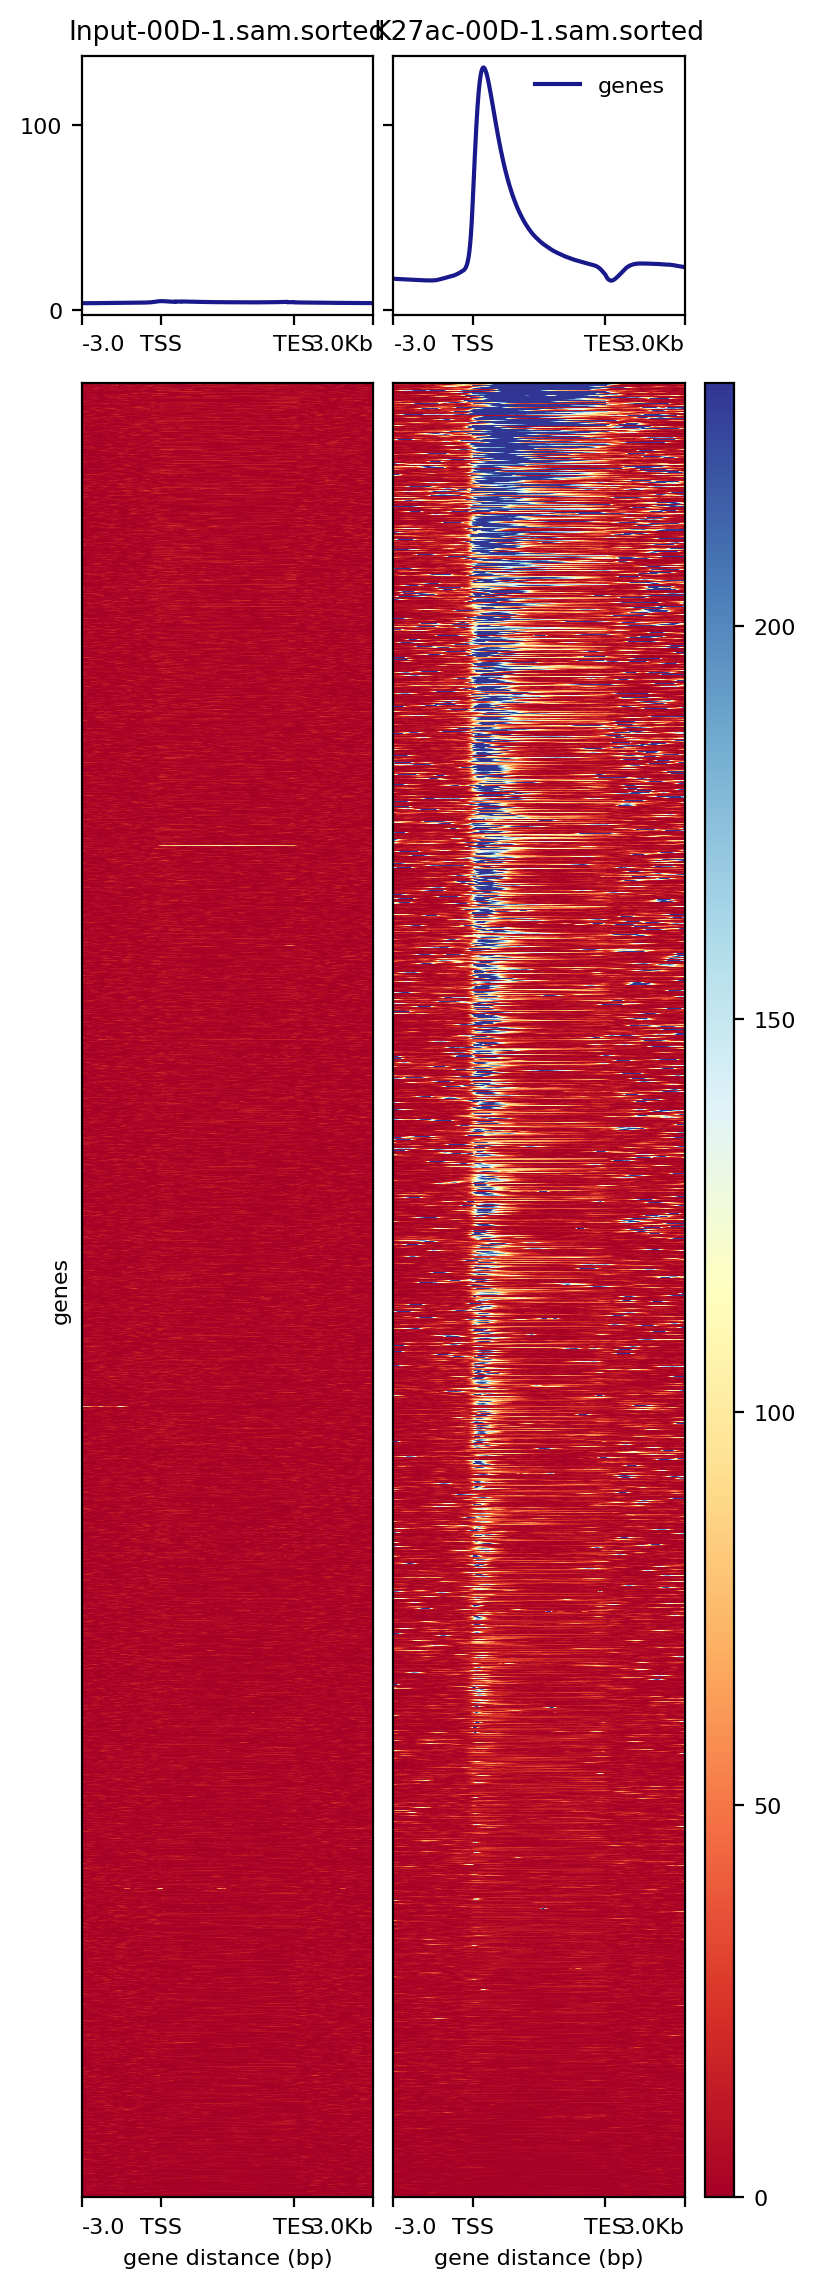 Input-00D-1.sam.sorted
K27ac-00D-1.sam.sorted
genes
100
0
-3.0 TSS TES 3.0Kb
-3.0 TSS TES 3.0Kb
genes
200
150
100
50
0
-3.0 TSS TES 3.0Kb
gene distance (bp)
-3.0 TSS TES 3.0Kb
gene distance (bp)